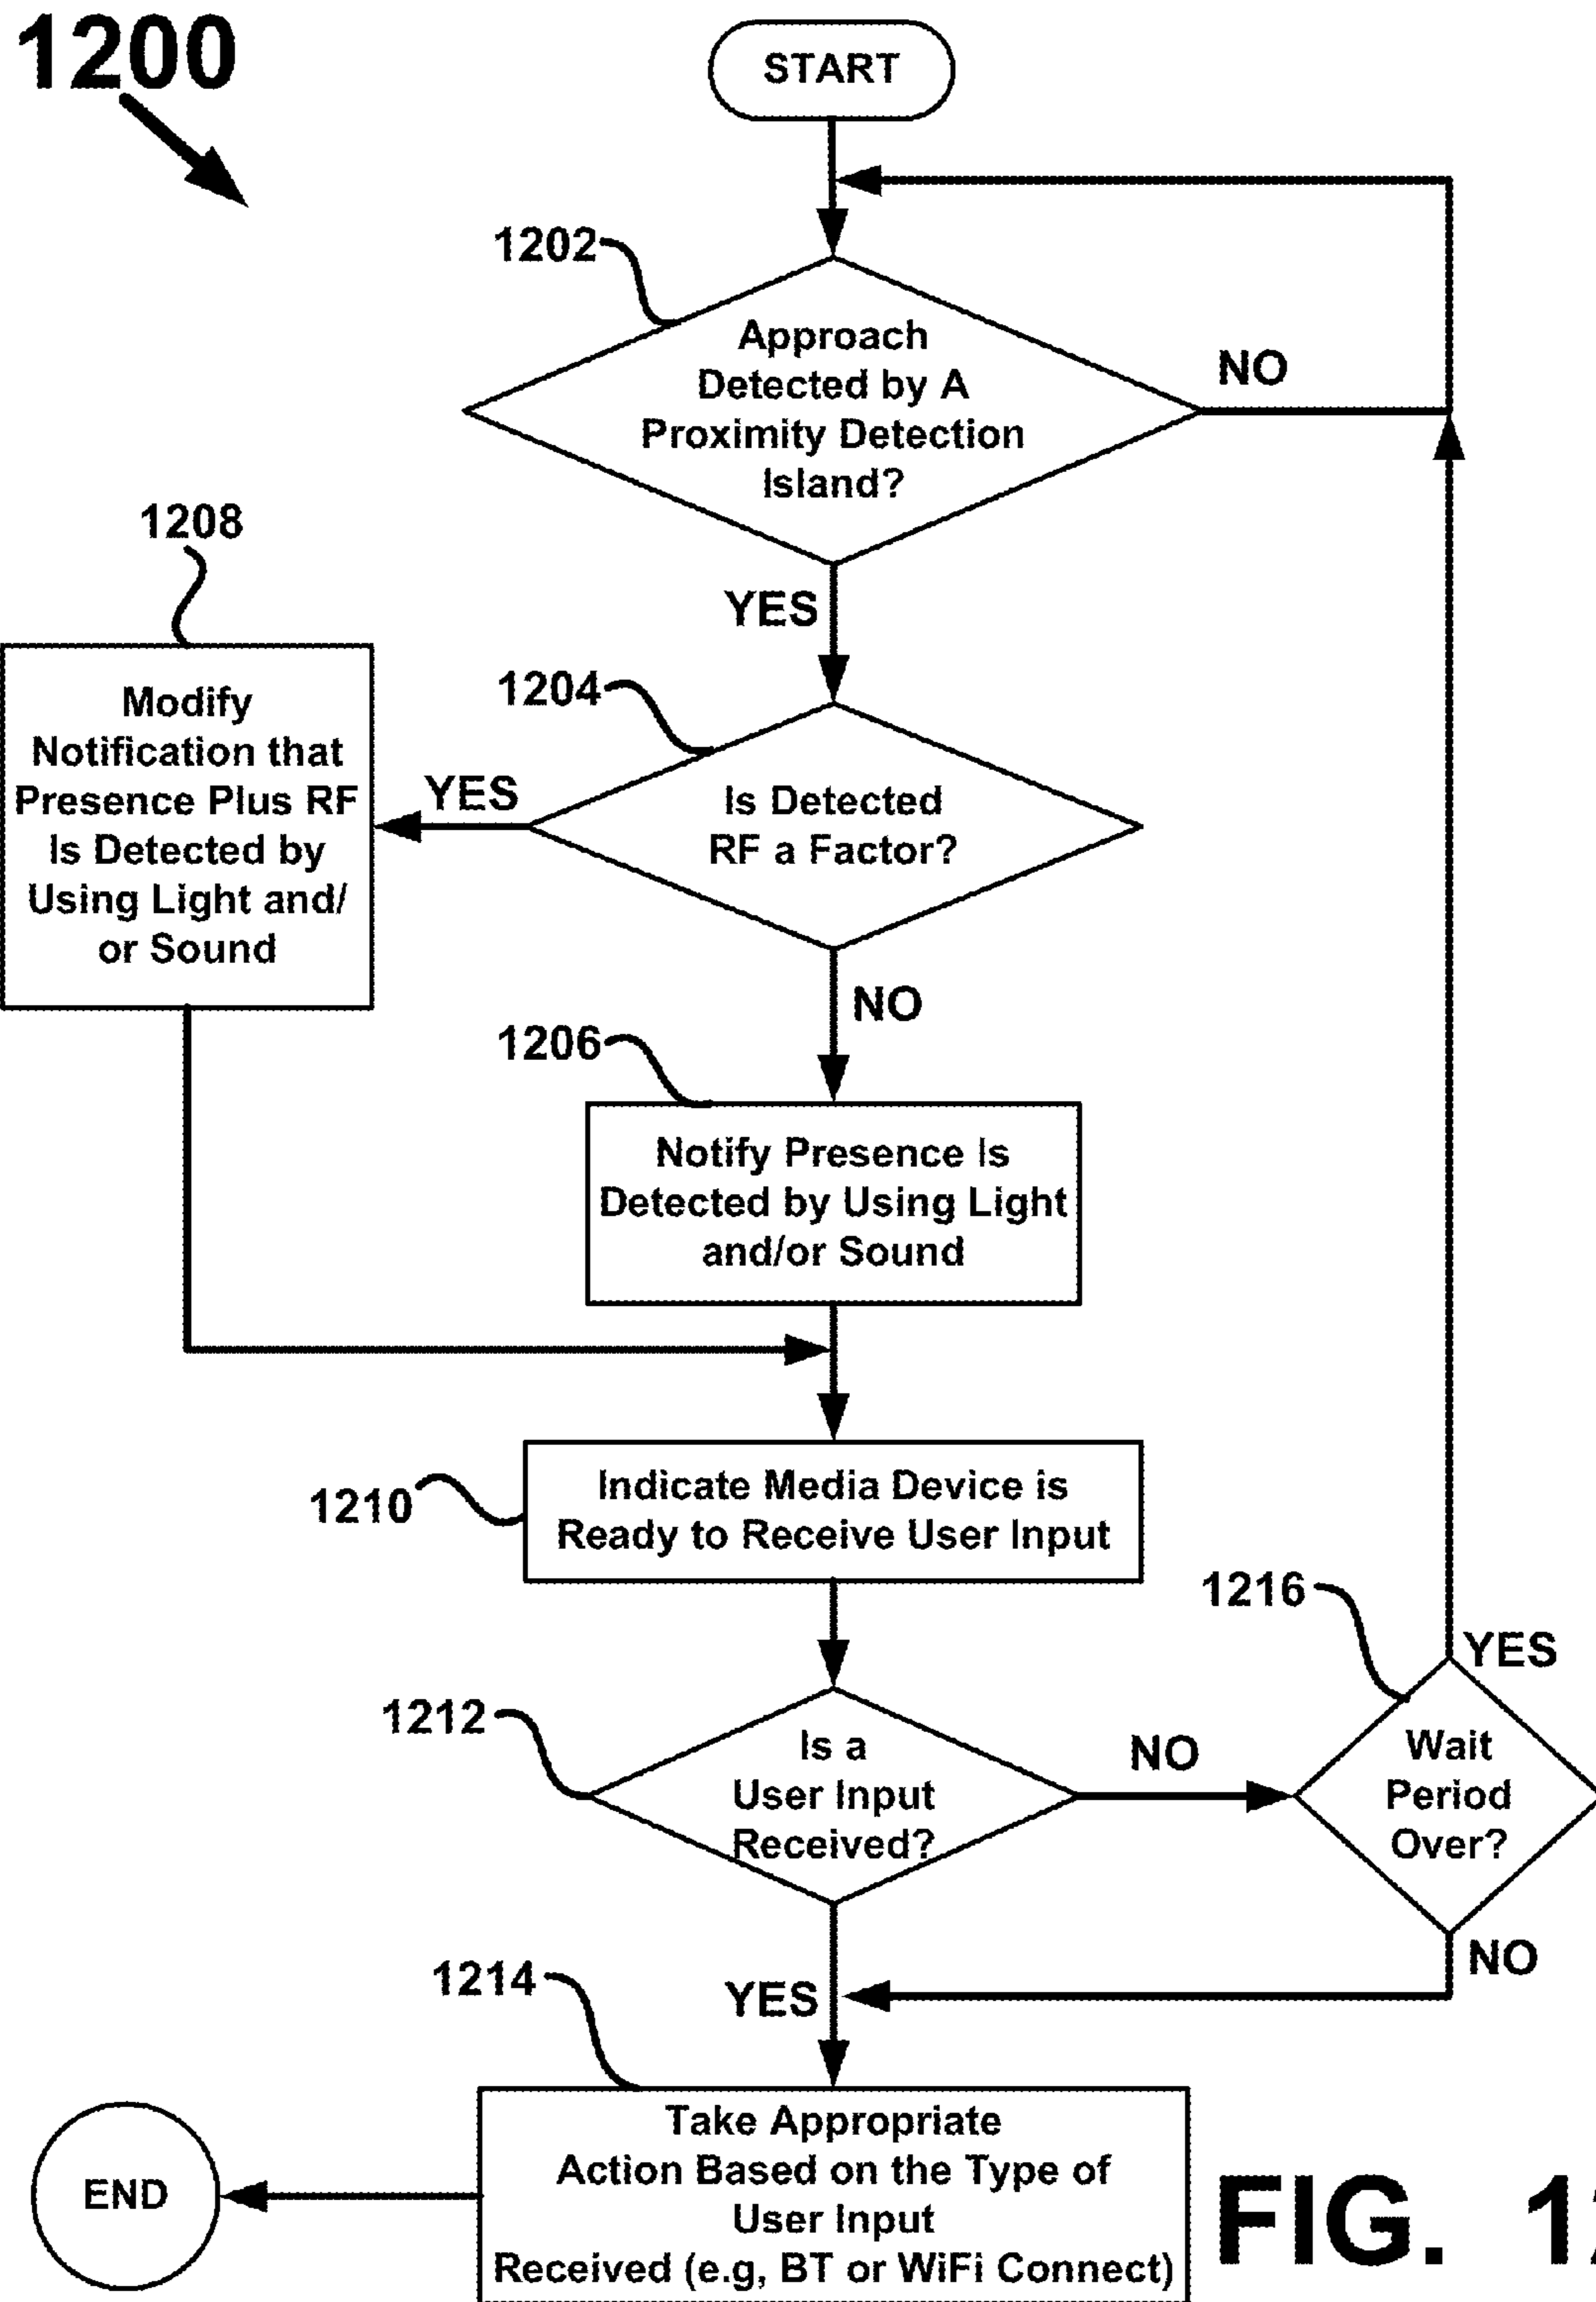 1200
START
1202
Approach
Detected by A
Proximity Detection
Island?
NO
YES
1208
Modify
Notification that
Presence Plus RF
Is Detected by
Using Light and/
or Sound
1204
YES
Is Detected
RF a Factor?
NO
1206
Notify Presence Is
Detected by Using Light
and/or Sound
1210
Indicate Media Device is
Ready to Receive User Input
1216
YES
1212
Is a
User Input
Received?
NO
Wait
Period
Over?
NO
1214
YES
Take Appropriate
Action Based on the Type of
User Input
Received (e.g, BT or WiFi Connect)
END
FIG. 1